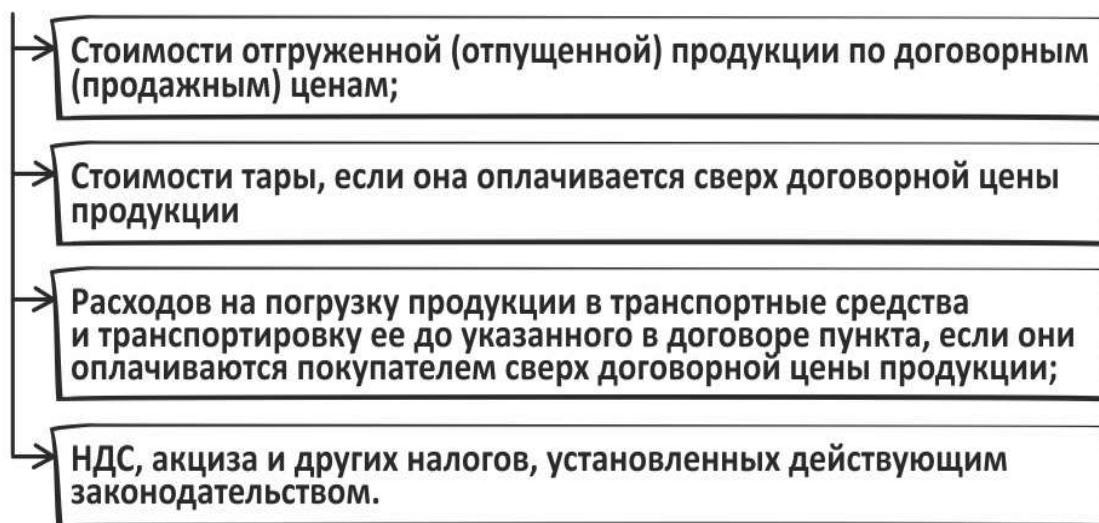 Стоимости отгруженной (отпущенной) продукции по договорным
(продажным) ценам;
Стоимости тары, если она оплачивается сверх договорной цены
продукции
Расходов на погрузку продукции в транспортные средства
и транспортировку ее до указанного в договоре пункта, если они
оплачиваются покупателем сверх договорной цены продукции;
НДС, акциза и других налогов, установленных действующим
законодательством.